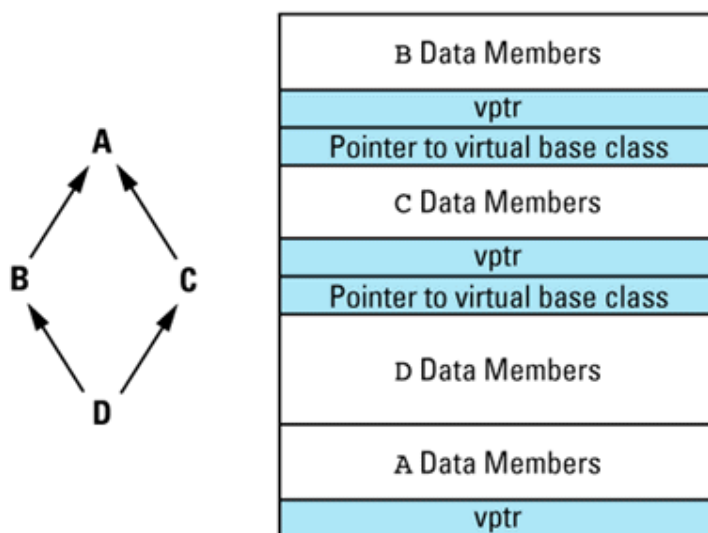 A
B
C
D
B Data Members
vptr
Pointer to virtual base class
C Data Members
vptr
Pointer to virtual base class
D Data Members
A Data Members
vptr